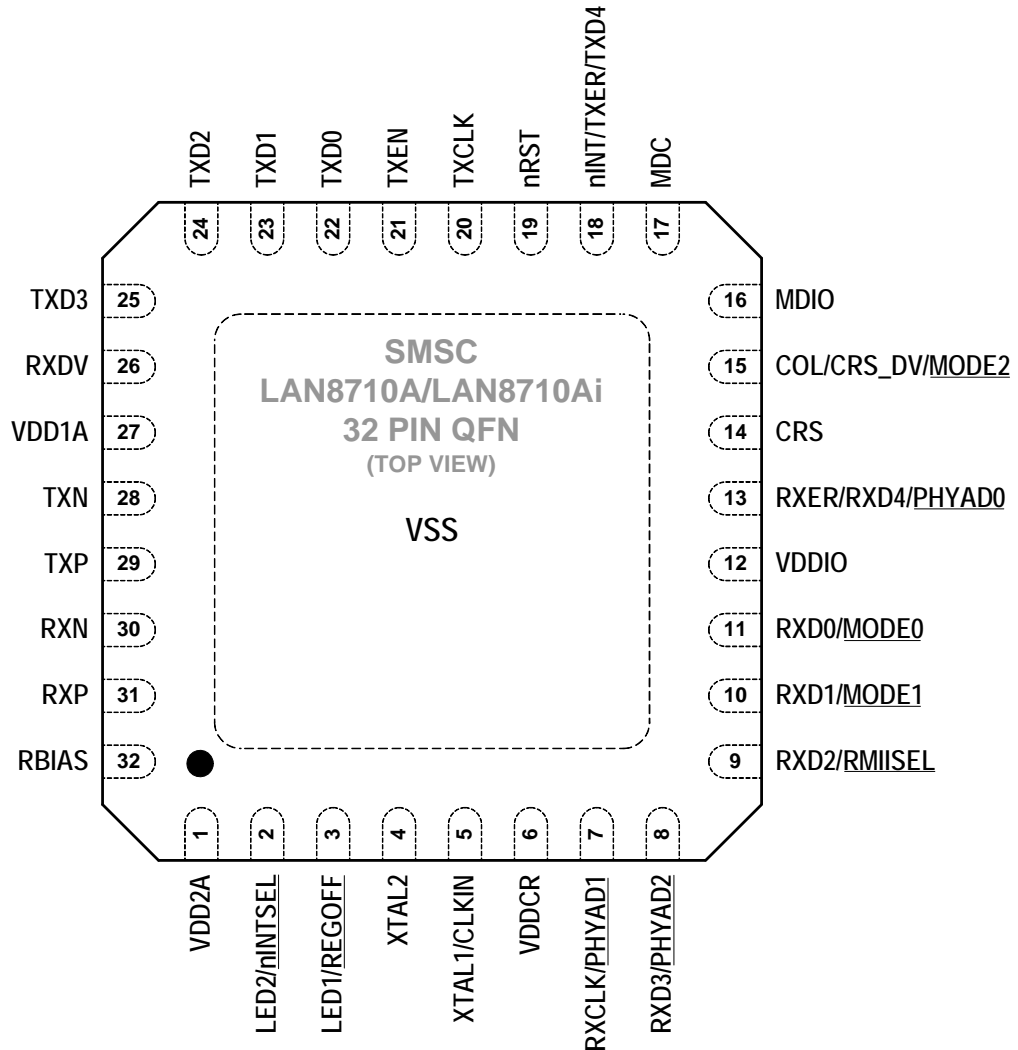 TXD2
TXD1
TXD0
TXEN
TXCLK
nRST
nINT/TXER/TXD4
MDC
24
23
22
21
20
19
18
17
TXD3 25
RXDV 26
VDD1A 27
TXN 28
TXP 29
RXN 30
RXP 31
RBIAS 32
SMSC
LAN8710A/LAN8710Ai
32 PIN QFN
(TOP VIEW)
VSS
16 MDIO
15 COL/CRS_DV/MODE2
14 CRS
13 RXER/RXD4/PHYAD0
12 VDDIO
11 RXD0/MODE0
10 RXD1/MODE1
9 RXD2/RMIISEL
1
2
3
4
5
6
7
8
VDD2A
LED2/nINTSEL
LED1/REGOFF
XTAL2
XTAL1/CLKIN
VDDCR
RXCLK/PHYAD1
RXD3/PHYAD2